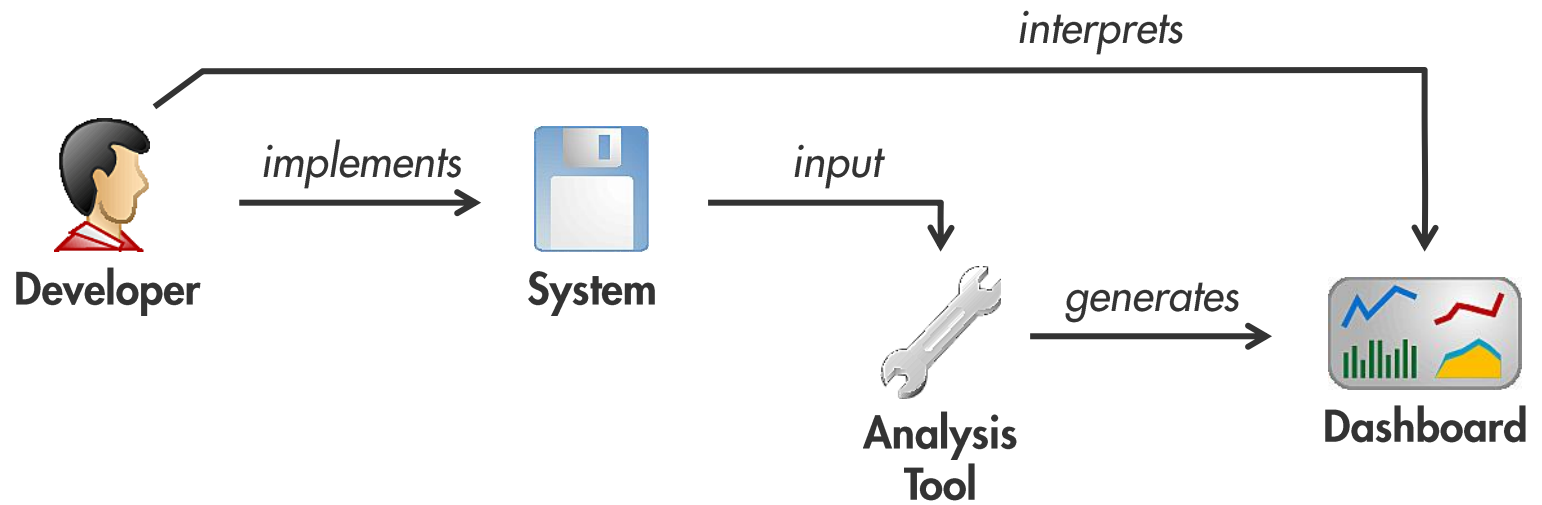 interprets
implements
input
Developer
System
generates
Analysis
Tool
Dashboard